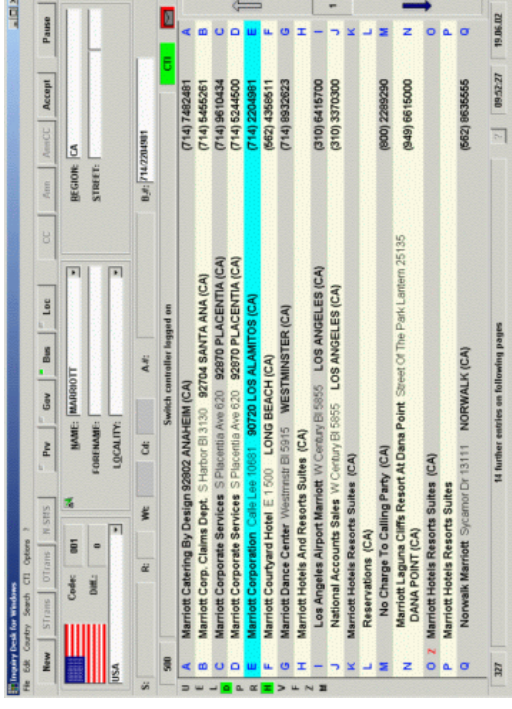 Inquiry Desk for Windows
File Edit Country Search CTI Options ?
New STrans DTrans N SMS Prv Gov Bus Loc CC Ann AnnCC Accept Pause
Code: 001 NAME: MARRIOTT REGION: CA
Diff.: 0 FORENAME: STREET:
USA LOCALITY:
S: R: Wt: Cd: A#: B#: 714/2204981
500 Switch controller logged on CTI
U A Marriott Catering By Design 92802 ANAHEIM (CA) (714) 7482481 A
E B Marriott Corp. Claims Dept. S Harbor Bl 3130 92704 SANTA ANA (CA) (714) 5455261 B
L C Marriott Corporate Services S Placentia Ave 620 92870 PLACENTIA (CA) (714) 9610434 C
D D Marriott Corporate Services S Placentia Ave 620 92870 PLACENTIA (CA) (714) 5244500 D
R E Marriott Corporation Calle Lee 10681 90720 LOS ALAMITOS (CA) (714) 2204981 E
H F Marriott Courtyard Hotel E 1 500 LONG BEACH (CA) (562) 4358511 F
V G Marriott Dance Center Westmnstr Bl 5915 WESTMINSTER (CA) (714) 8932623 G
F H Marriott Hotels And Resorts Suites (CA) H
Z I Los Angeles Airport Marriott W Century Bl 5855 LOS ANGELES (CA) (310) 6415700 I
M J National Accounts Sales W Century Bl 5855 LOS ANGELES (CA) (310) 3370300 J
K Marriott Hotels Resorts Suites (CA) K
L Reservations (CA) L
M No Charge To Calling Party (CA) (800) 2289290 M
N Marriott Laguna Cliffs Resort At Dana Point Street Of The Park Lantern 25135
DANA POINT (CA) (949) 6615000 N
O Z Marriott Hotels Resorts Suites (CA) O
P Marriott Hotels Resorts Suites P
Q Norwalk Marriott Sycamor Dr 13111 NORWALK (CA) (562) 8635555 Q
327 14 further entries on following pages ? 09:52:27 19.06.02